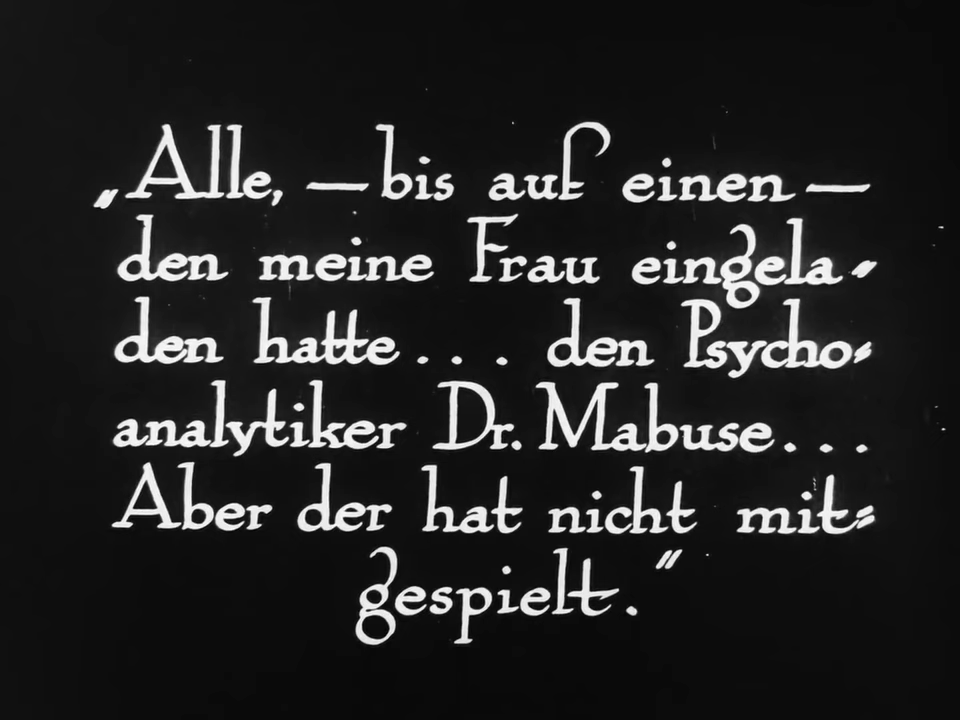 „Alle, — bis auf einen —
den meine Frau eingela-
den hatte... den Psycho-
analytiker Dr. Mabuse...
Aber der hat nicht mit-
gespielt.”